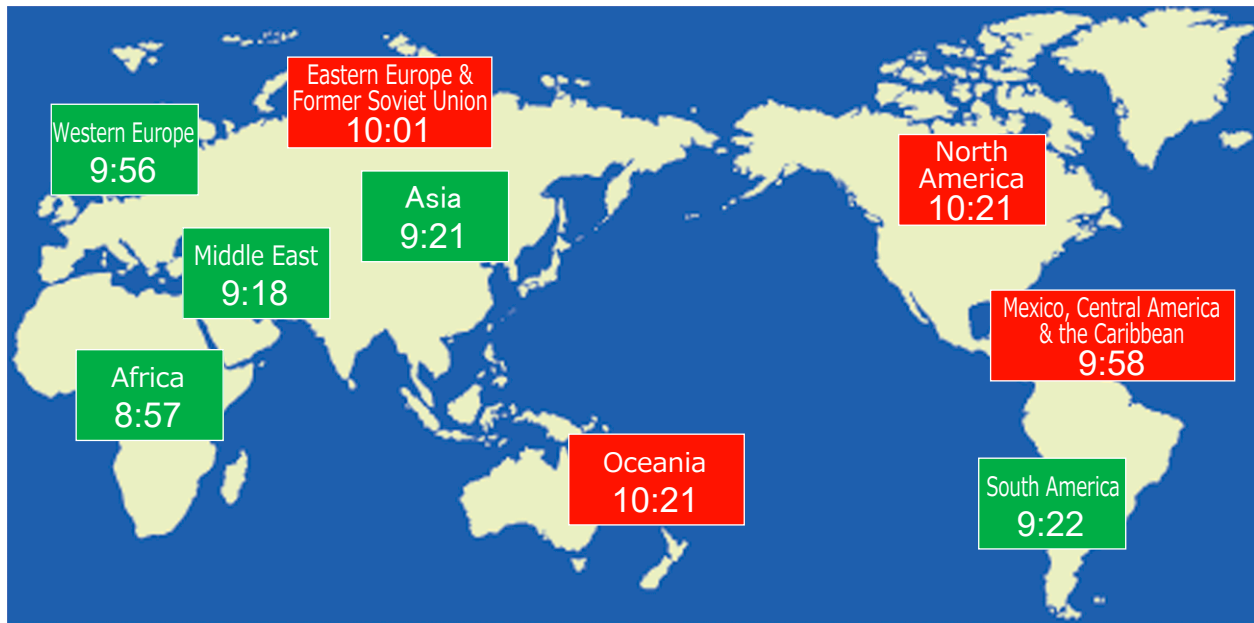 Eastern Europe &
Former Soviet Union
10:01
Western Europe
9:56
North
America
10:21
Asia
9:21
Middle East
9:18
Mexico, Central America
& the Caribbean
9:58
Africa
8:57
Oceania
10:21
South America
9:22